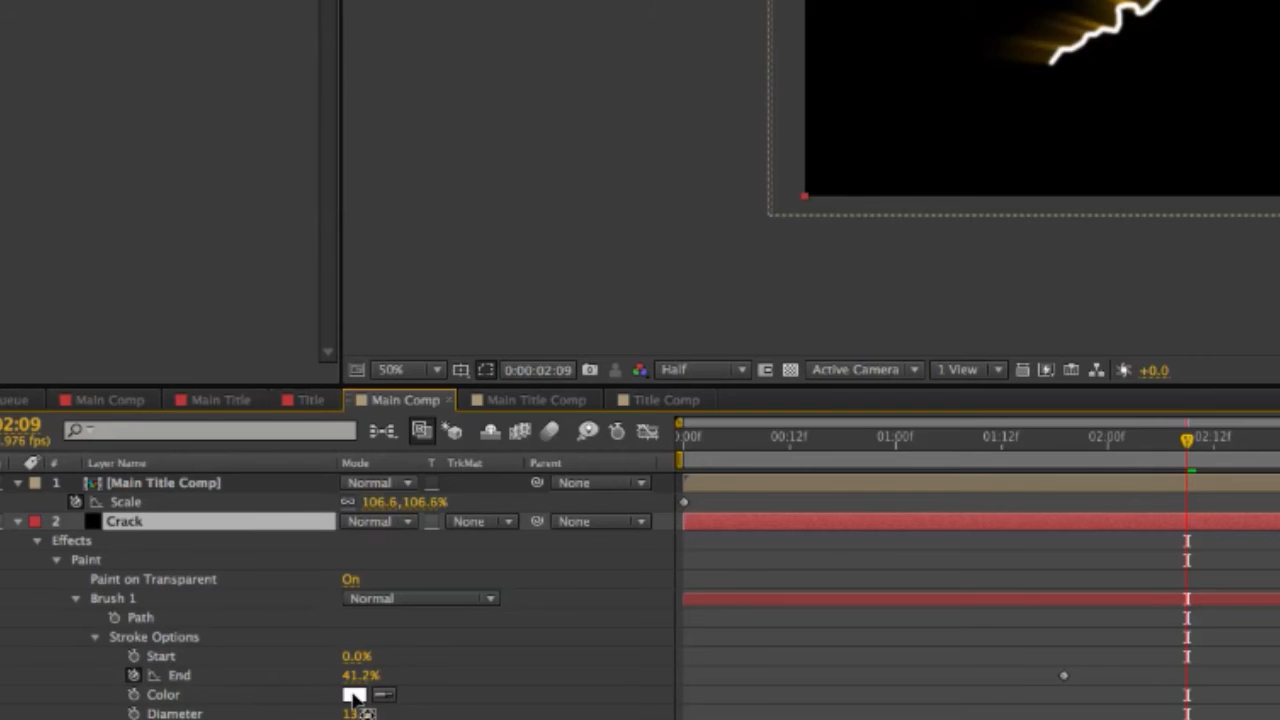 50% 0:00:02:09 Half Active Camera 1 View +0.0
ueue Main Comp Main Title Title Main Comp × Main Title Comp Title Comp
02:09
.976 fps)
:00f 00:12f 01:00f 01:12f 02:00f 02:12f
# Layer Name Mode T TrkMat Parent
1 [Main Title Comp] Normal None
Scale 106.6,106.6%
2 Crack Normal None None
Effects
Paint
Paint on Transparent On
Brush 1 Normal
Path
Stroke Options
Start 0.0%
End 41.2%
Color
Diameter